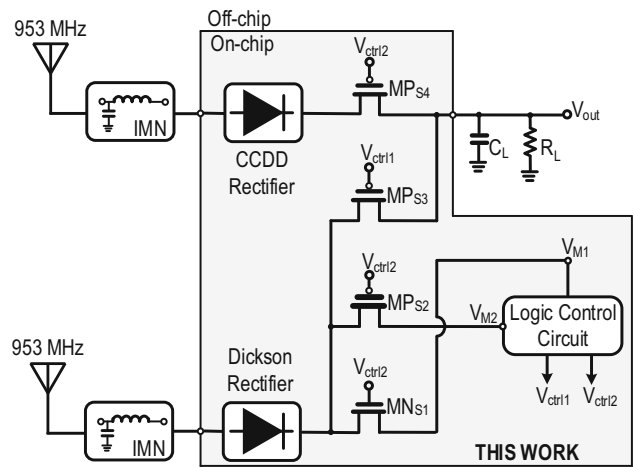 Off-chip
On-chip
953 MHz
IMN
CCDD
Rectifier
Vctrl2
MPS4
Vout
CL
RL
Vctrl1
MPS3
Vctrl2
MPS2
VM1
VM2
Logic Control
Circuit
Vctrl1
Vctrl2
953 MHz
IMN
Dickson
Rectifier
Vctrl2
MNS1
THIS WORK